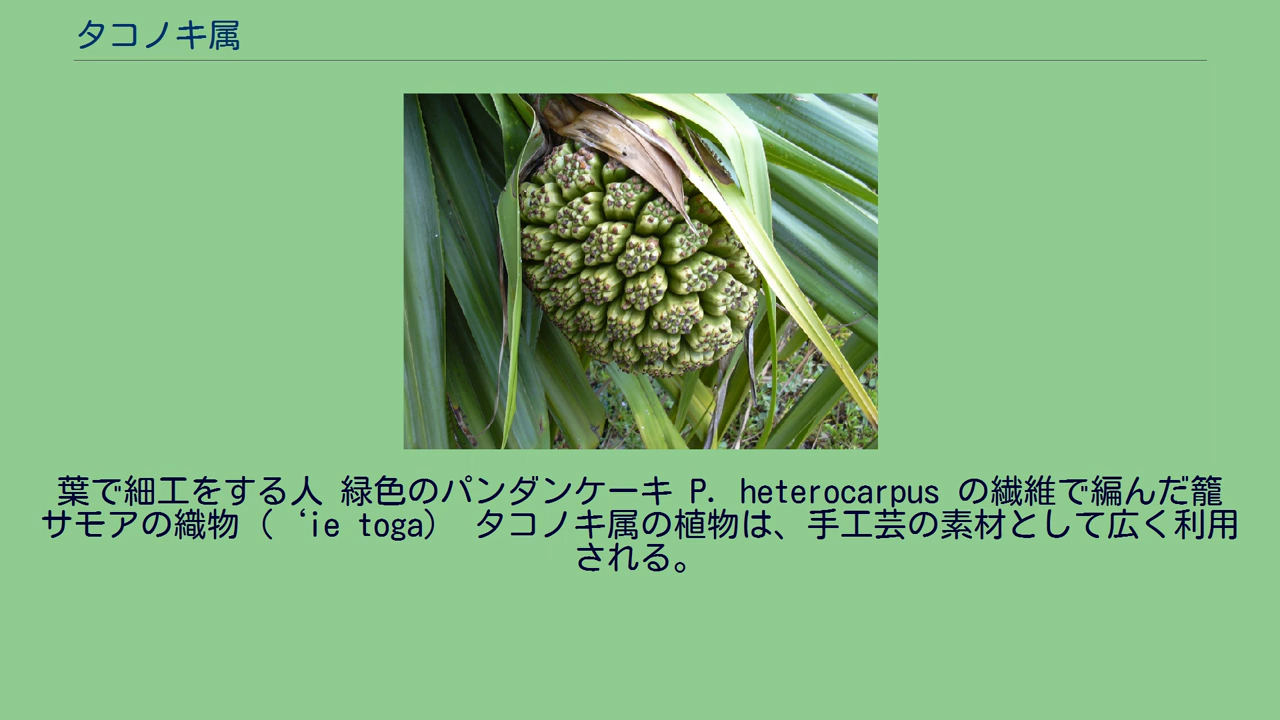 タコノキ属
葉で細工をする人 緑色のパンダンケーキ P. heterocarpus の繊維で編んだ籠
サモアの織物（‘ie toga） タコノキ属の植物は、手工芸の素材として広く利用
される。